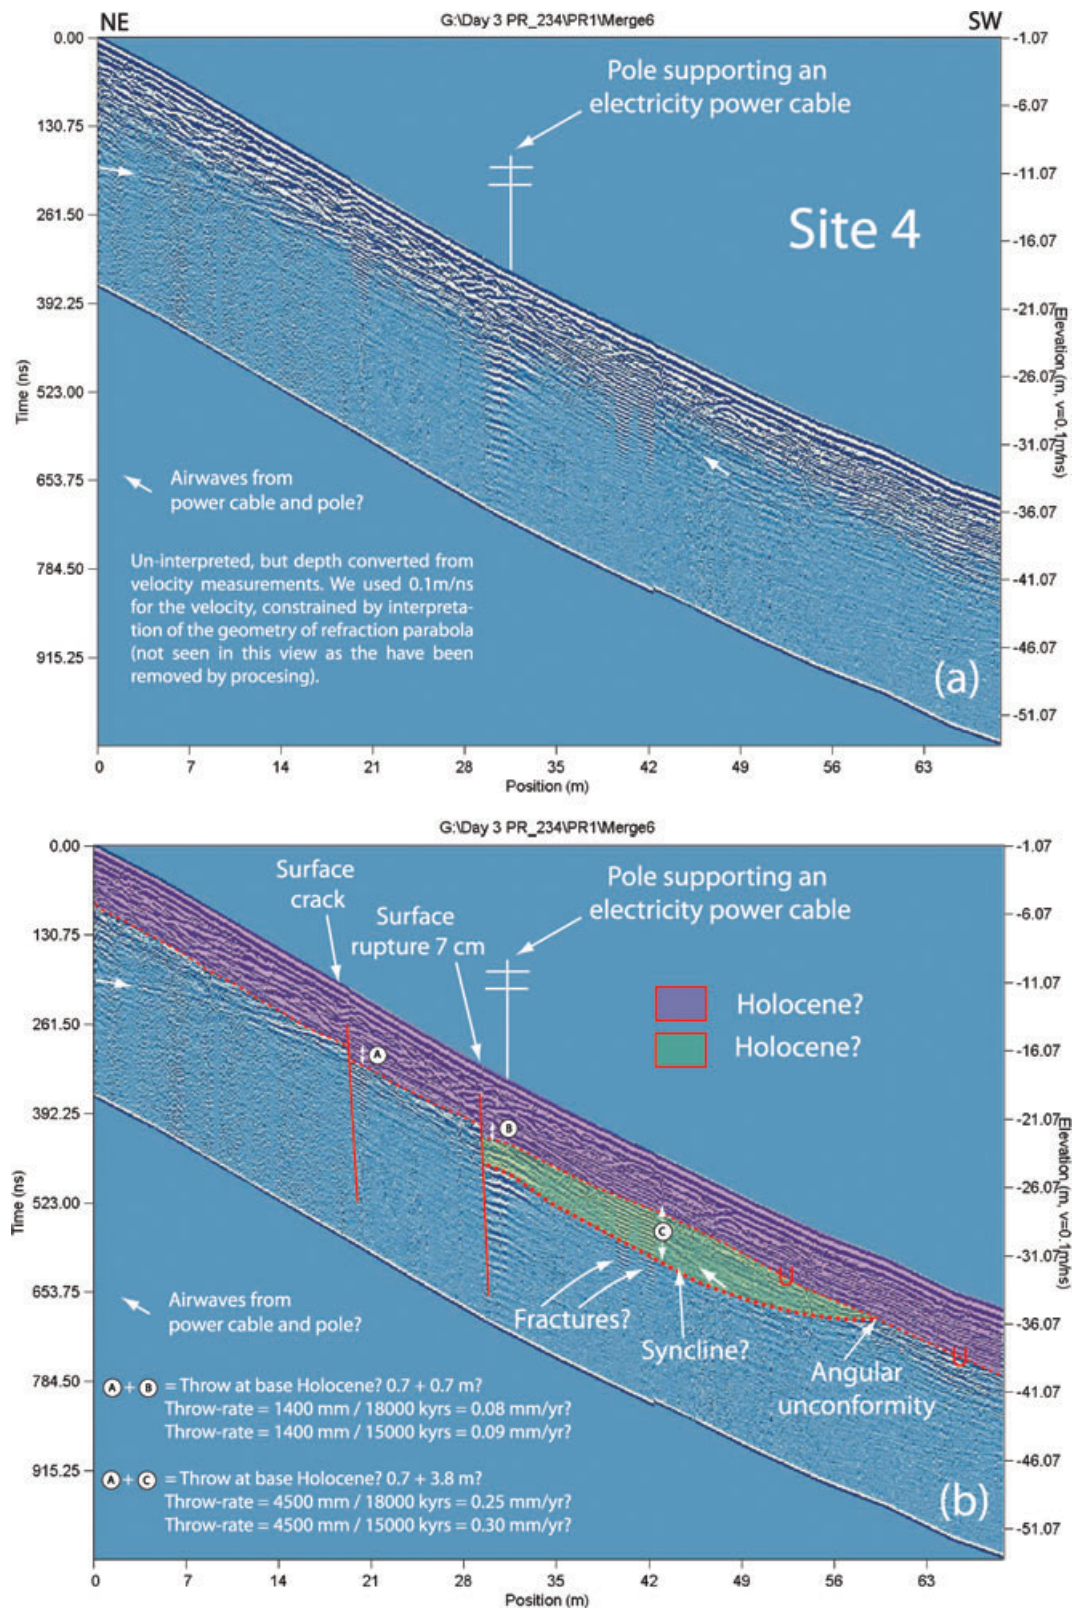 NE
G:\Day 3 PR_234\PR1\Merge6
SW
0.00
130.75
261.50
392.25
523.00
653.75
784.50
915.25
Time (ns)
-1.07
-6.07
-11.07
-16.07
-21.07
-26.07
-31.07
-36.07
-41.07
-46.07
-51.07
Elevation (m, v=0.1m/ns)
Pole supporting an
electricity power cable
Site 4
Airwaves from
power cable and pole?
Un-interpreted, but depth converted from
velocity measurements. We used 0.1m/ns
for the velocity, constrained by interpreta-
tion of the geometry of refraction parabola
(not seen in this view as the have been
removed by procesing).
(a)
0 7 14 21 28 35 42 49 56 63
Position (m)
G:\Day 3 PR_234\PR1\Merge6
0.00
130.75
261.50
392.25
523.00
653.75
784.50
915.25
Time (ns)
-1.07
-6.07
-11.07
-16.07
-21.07
-26.07
-31.07
-36.07
-41.07
-46.07
-51.07
Elevation (m, v=0.1m/ns)
Surface
crack
Surface
rupture 7 cm
Pole supporting an
electricity power cable
Holocene?
Holocene?
A
B
C
U
U
Fractures?
Syncline?
Angular
unconformity
Airwaves from
power cable and pole?
A + B = Throw at base Holocene? 0.7 + 0.7 m?
Throw-rate = 1400 mm / 18000 kyrs = 0.08 mm/yr?
Throw-rate = 1400 mm / 15000 kyrs = 0.09 mm/yr?
A + C = Throw at base Holocene? 0.7 + 3.8 m?
Throw-rate = 4500 mm / 18000 kyrs = 0.25 mm/yr?
Throw-rate = 4500 mm / 15000 kyrs = 0.30 mm/yr?
(b)
0 7 14 21 28 35 42 49 56 63
Position (m)